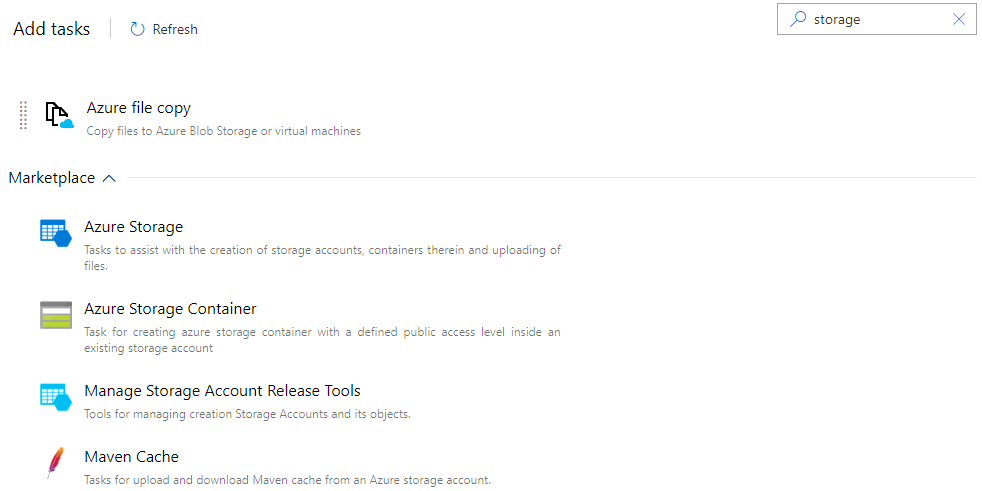 Add tasks
Refresh
storage
Azure file copy
Copy files to Azure Blob Storage or virtual machines
Marketplace
Azure Storage
Tasks to assist with the creation of storage accounts, containers therein and uploading of
files.
Azure Storage Container
Task for creating azure storage container with a defined public access level inside an
existing storage account
Manage Storage Account Release Tools
Tools for managing creation Storage Accounts and its objects.
Maven Cache
Tasks for upload and download Maven cache from an Azure storage account.